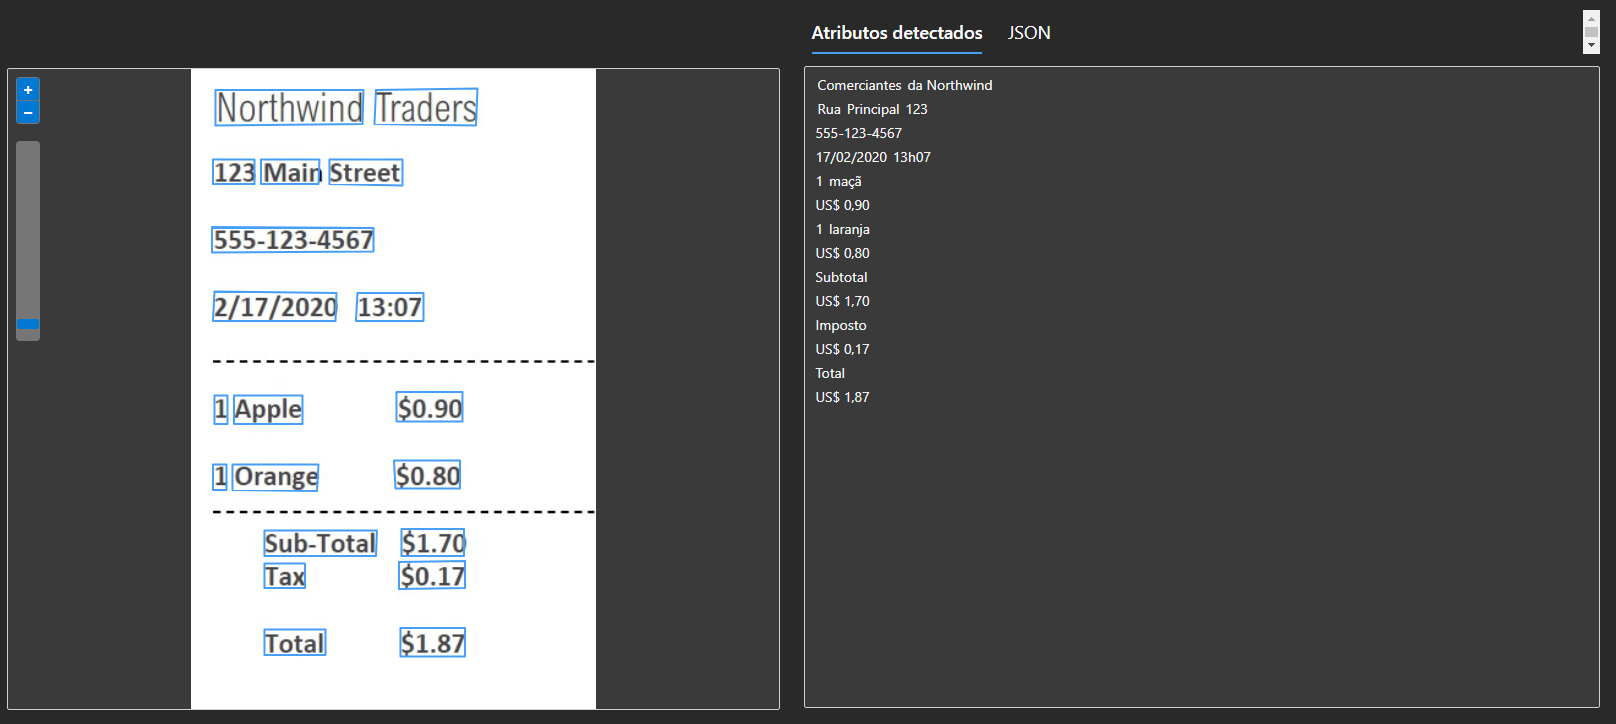 Atributos detectados JSON
+
−
Northwind Traders
123 Main Street
555-123-4567
2/17/2020 13:07
1 Apple $0.90
1 Orange $0.80
Sub-Total $1.70
Tax $0.17
Total $1.87
Comerciantes da Northwind
Rua Principal 123
555-123-4567
17/02/2020 13h07
1 maçã
US$ 0,90
1 laranja
US$ 0,80
Subtotal
US$ 1,70
Imposto
US$ 0,17
Total
US$ 1,87